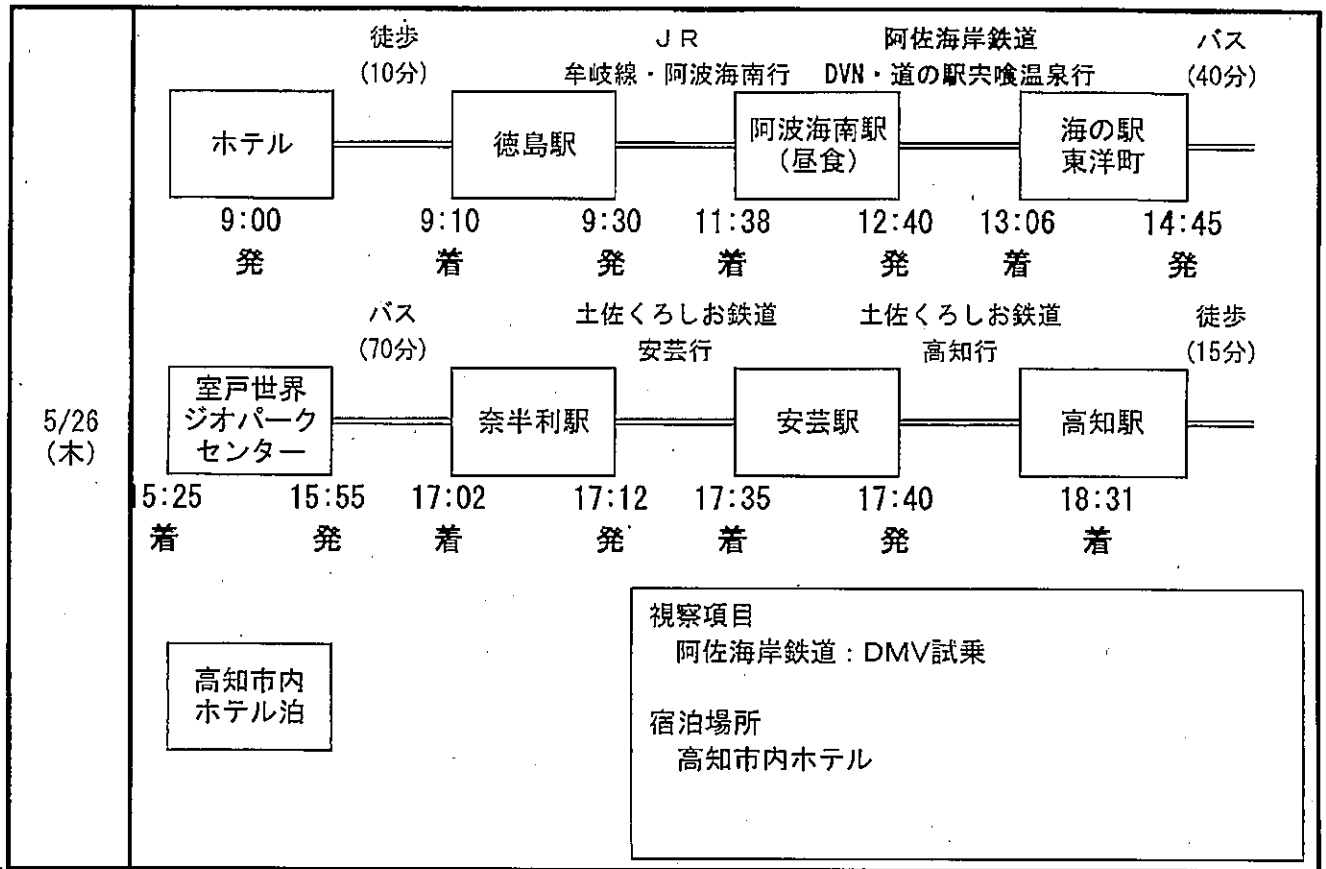 徒歩 JR 阿佐海岸鉄道 バス
(10分) 牟岐線・阿波海南行 DVN・道の駅宍喰温泉行 (40分)
ホテル 徳島駅 阿波海南駅 海の駅
(昼食) 東洋町
9:00 9:10 9:30 11:38 12:40 13:06 14:45
発 着 発 着 発 着 発
バス 土佐くろしお鉄道 土佐くろしお鉄道 徒歩
(70分) 安芸行 高知行 (15分)
5/26
(木)
室戸世界
ジオパーク
センター
奈半利駅 安芸駅 高知駅
15:25 15:55 17:02 17:12 17:35 17:40 18:31
着 発 着 発 着 発 着
高知市内
ホテル泊
視察項目
阿佐海岸鉄道:DMV試乗
宿泊場所
高知市内ホテル